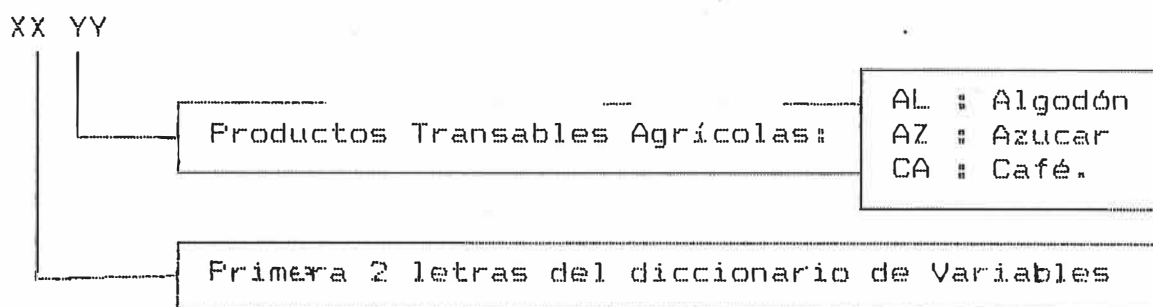 XX YY
AL : Algodón
Productos Transables Agrícolas:
AZ : Azucar
CA : Café.
Primera 2 letras del diccionario de Variables